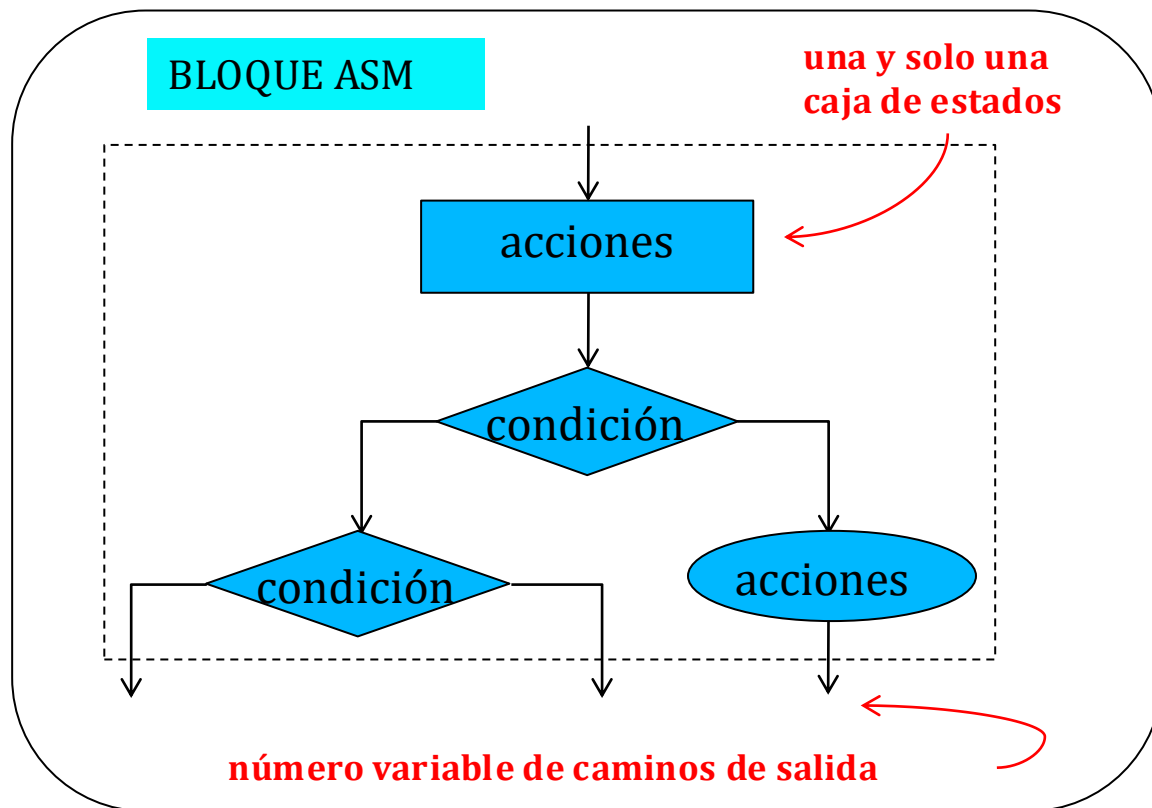 BLOQUE ASM
una y solo una
caja de estados
acciones
condición
condición
acciones
número variable de caminos de salida